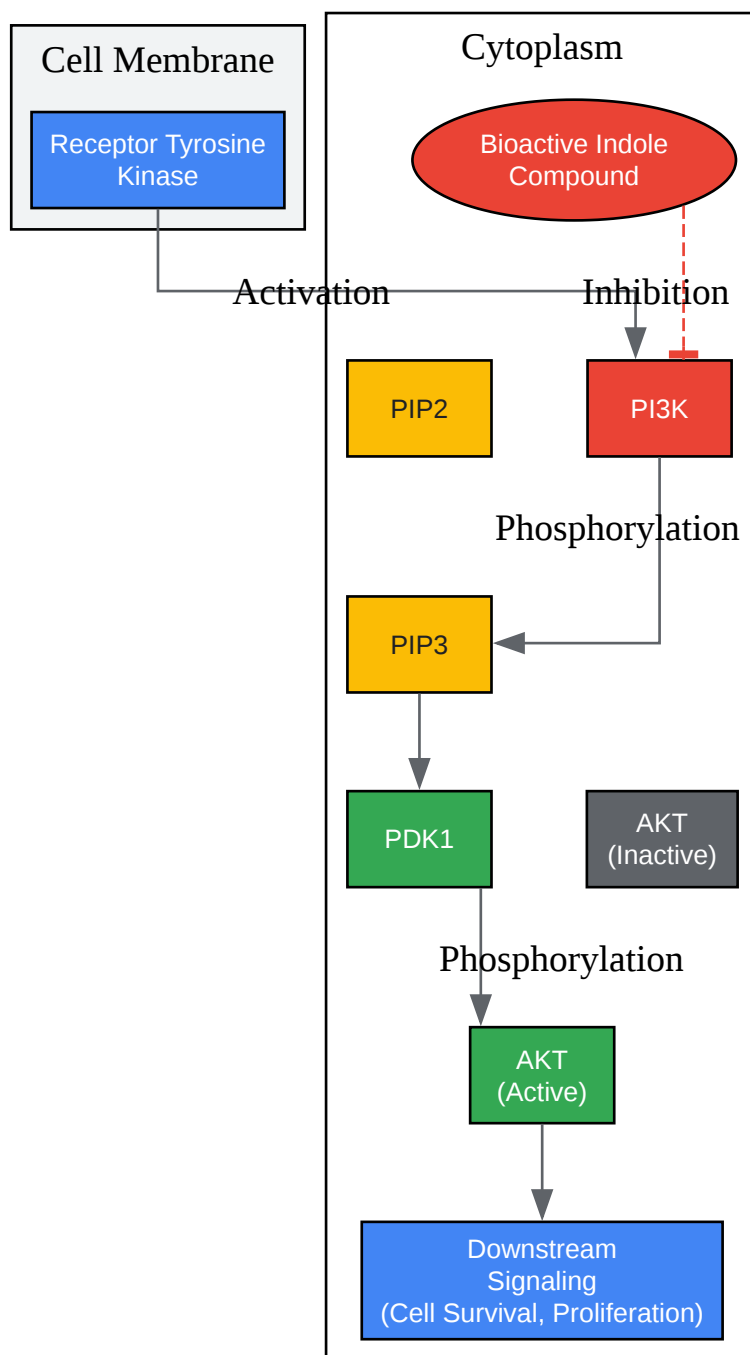 Cell Membrane
Receptor Tyrosine
Kinase
Cytoplasm
Bioactive Indole
Compound
Activation
Inhibition
PIP2
PI3K
Phosphorylation
PIP3
PDK1
AKT
(Inactive)
Phosphorylation
AKT
(Active)
Downstream
Signaling
(Cell Survival, Proliferation)